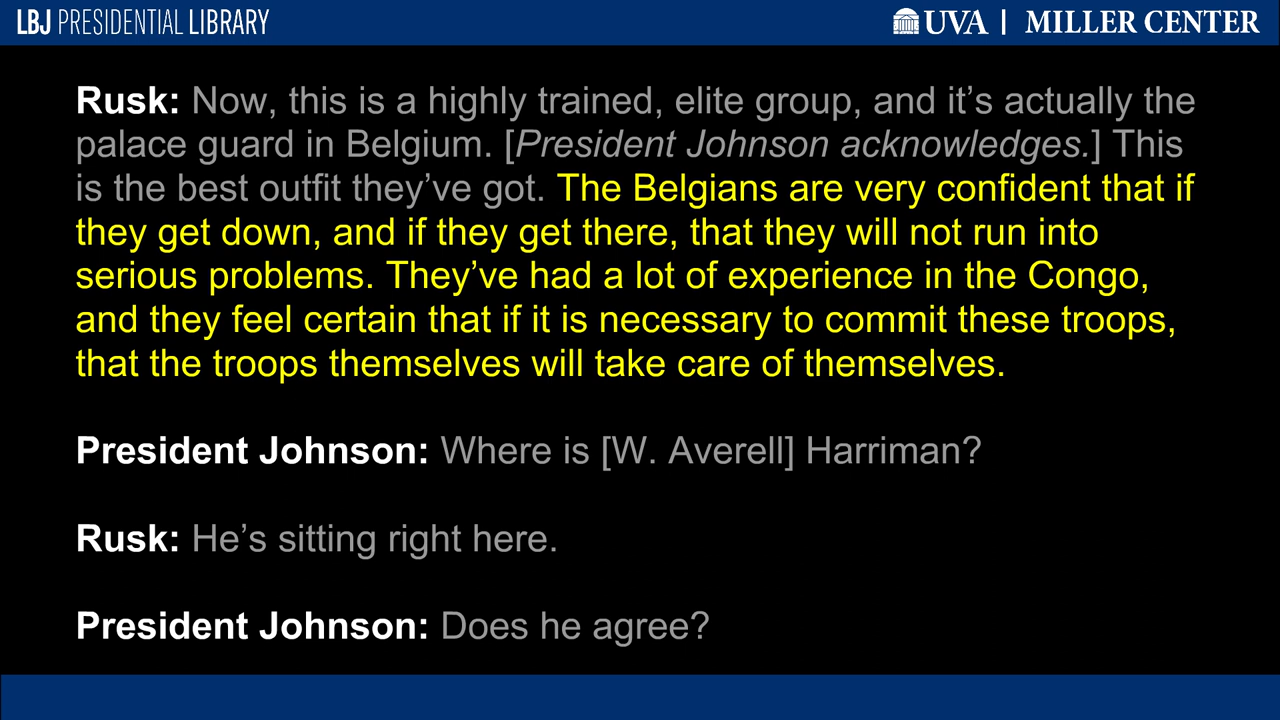 LBJ PRESIDENTIAL LIBRARY
UVA | MILLER CENTER
Rusk: Now, this is a highly trained, elite group, and it’s actually the
palace guard in Belgium. [President Johnson acknowledges.] This
is the best outfit they’ve got. The Belgians are very confident that if
they get down, and if they get there, that they will not run into
serious problems. They’ve had a lot of experience in the Congo,
and they feel certain that if it is necessary to commit these troops,
that the troops themselves will take care of themselves.
President Johnson: Where is [W. Averell] Harriman?
Rusk: He’s sitting right here.
President Johnson: Does he agree?